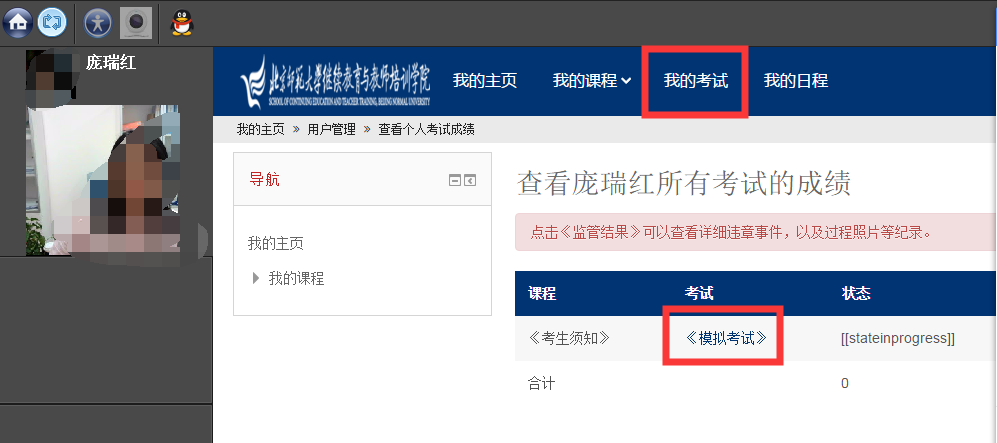 庞瑞红
北京师范大学继续教育与教师培训学院
SCHOOL OF CONTINUING EDUCATION AND TEACHER TRAINING, BEIJING NORMAL UNIVERSITY
我的主页 我的课程 我的考试 我的日程
我的主页 » 用户管理 » 查看个人考试成绩
导航
我的主页
我的课程
查看庞瑞红所有考试的成绩
点击《监管结果》可以查看详细违章事件，以及过程照片等纪录。
课程 考试 状态
《考生须知》 《模拟考试》 [[stateinprogress]]
合计 0